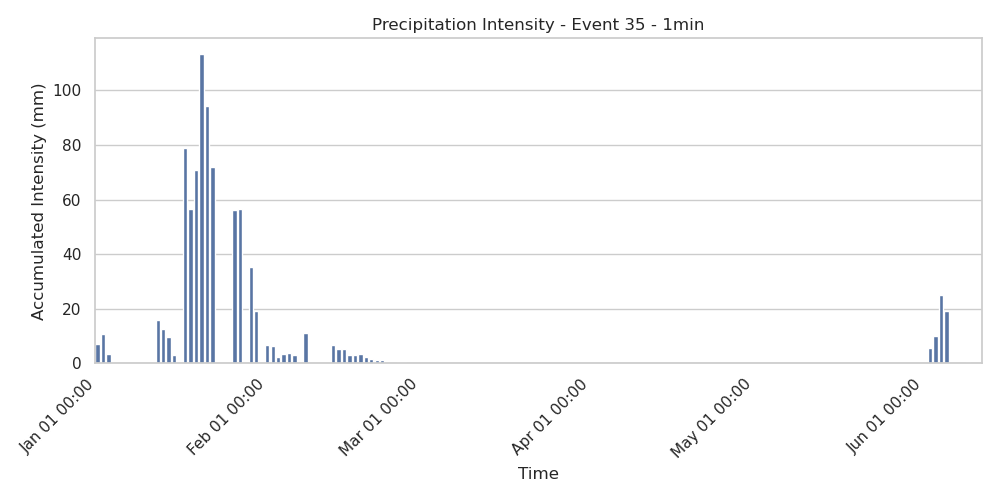 Precipitation Intensity - Event 35 - 1min
Accumulated Intensity (mm)
100
80
60
40
20
0
Jan 01 00:00
Feb 01 00:00
Mar 01 00:00
Apr 01 00:00
May 01 00:00
Jun 01 00:00
Time